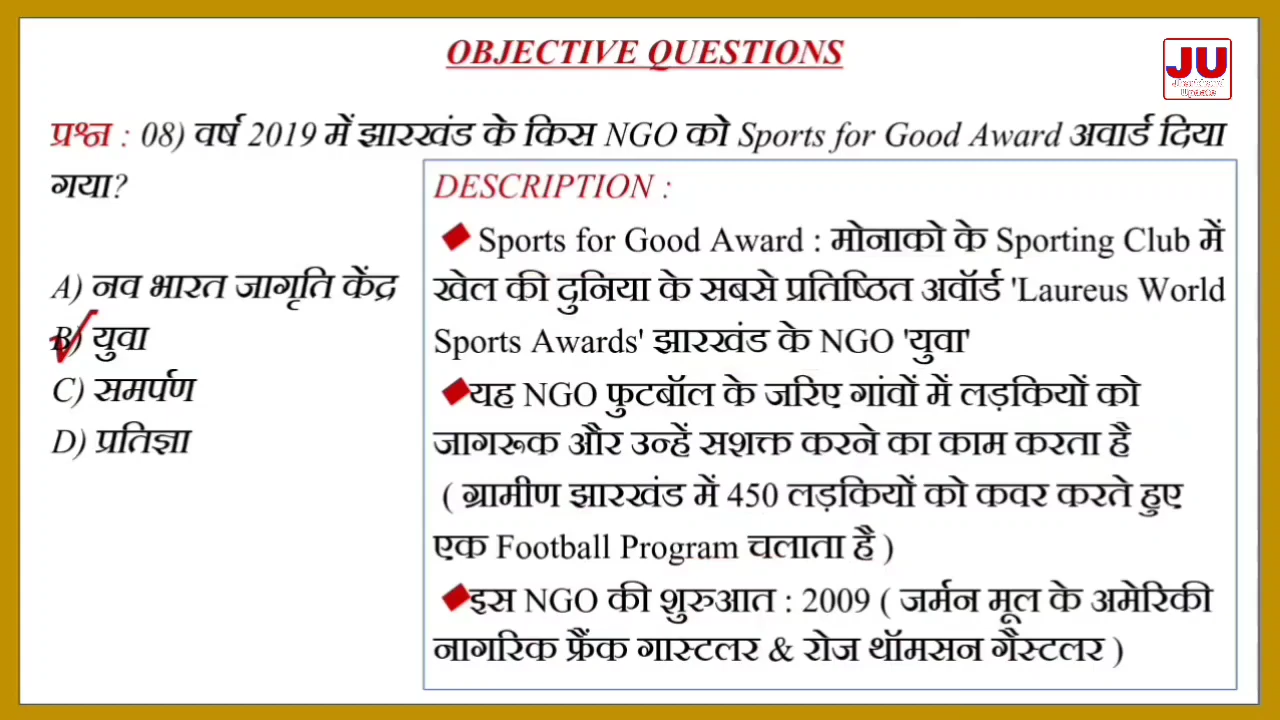 OBJECTIVE QUESTIONS
JU
Jharkhand
Update
प्रश्न : 08) वर्ष 2019 में झारखंड के किस NGO को Sports for Good Award अवार्ड दिया
गया?
A) नव भारत जागृति केंद्र
B) युवा
C) समर्पण
D) प्रतिज्ञा
DESCRIPTION :
Sports for Good Award : मोनाको के Sporting Club में
खेल की दुनिया के सबसे प्रतिष्ठित अवॉर्ड 'Laureus World
Sports Awards' झारखंड के NGO 'युवा'
यह NGO फुटबॉल के जरिए गांवों में लड़कियों को
जागरूक और उन्हें सशक्त करने का काम करता है
( ग्रामीण झारखंड में 450 लड़कियों को कवर करते हुए
एक Football Program चलाता है )
इस NGO की शुरुआत : 2009 ( जर्मन मूल के अमेरिकी
नागरिक फ्रैंक गास्टलर & रोज थॉमसन गैस्टलर )